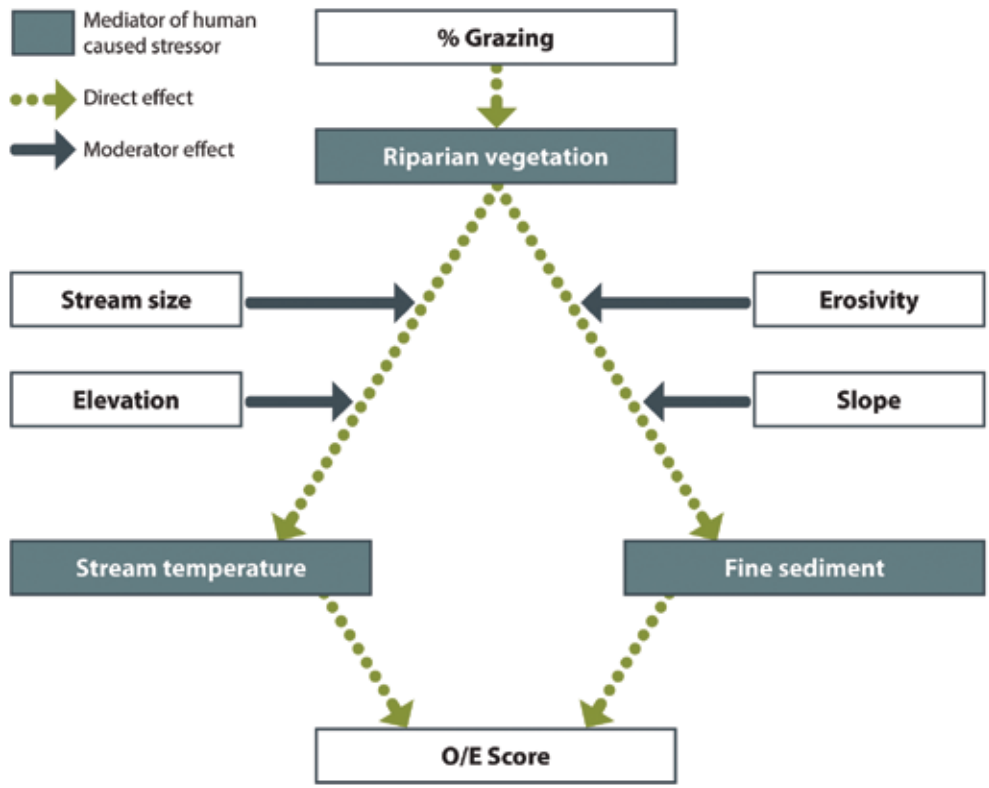 Mediator of human
caused stressor
Direct effect
Moderator effect
% Grazing
Riparian vegetation
Stream size
Erosivity
Elevation
Slope
Stream temperature
Fine sediment
O/E Score